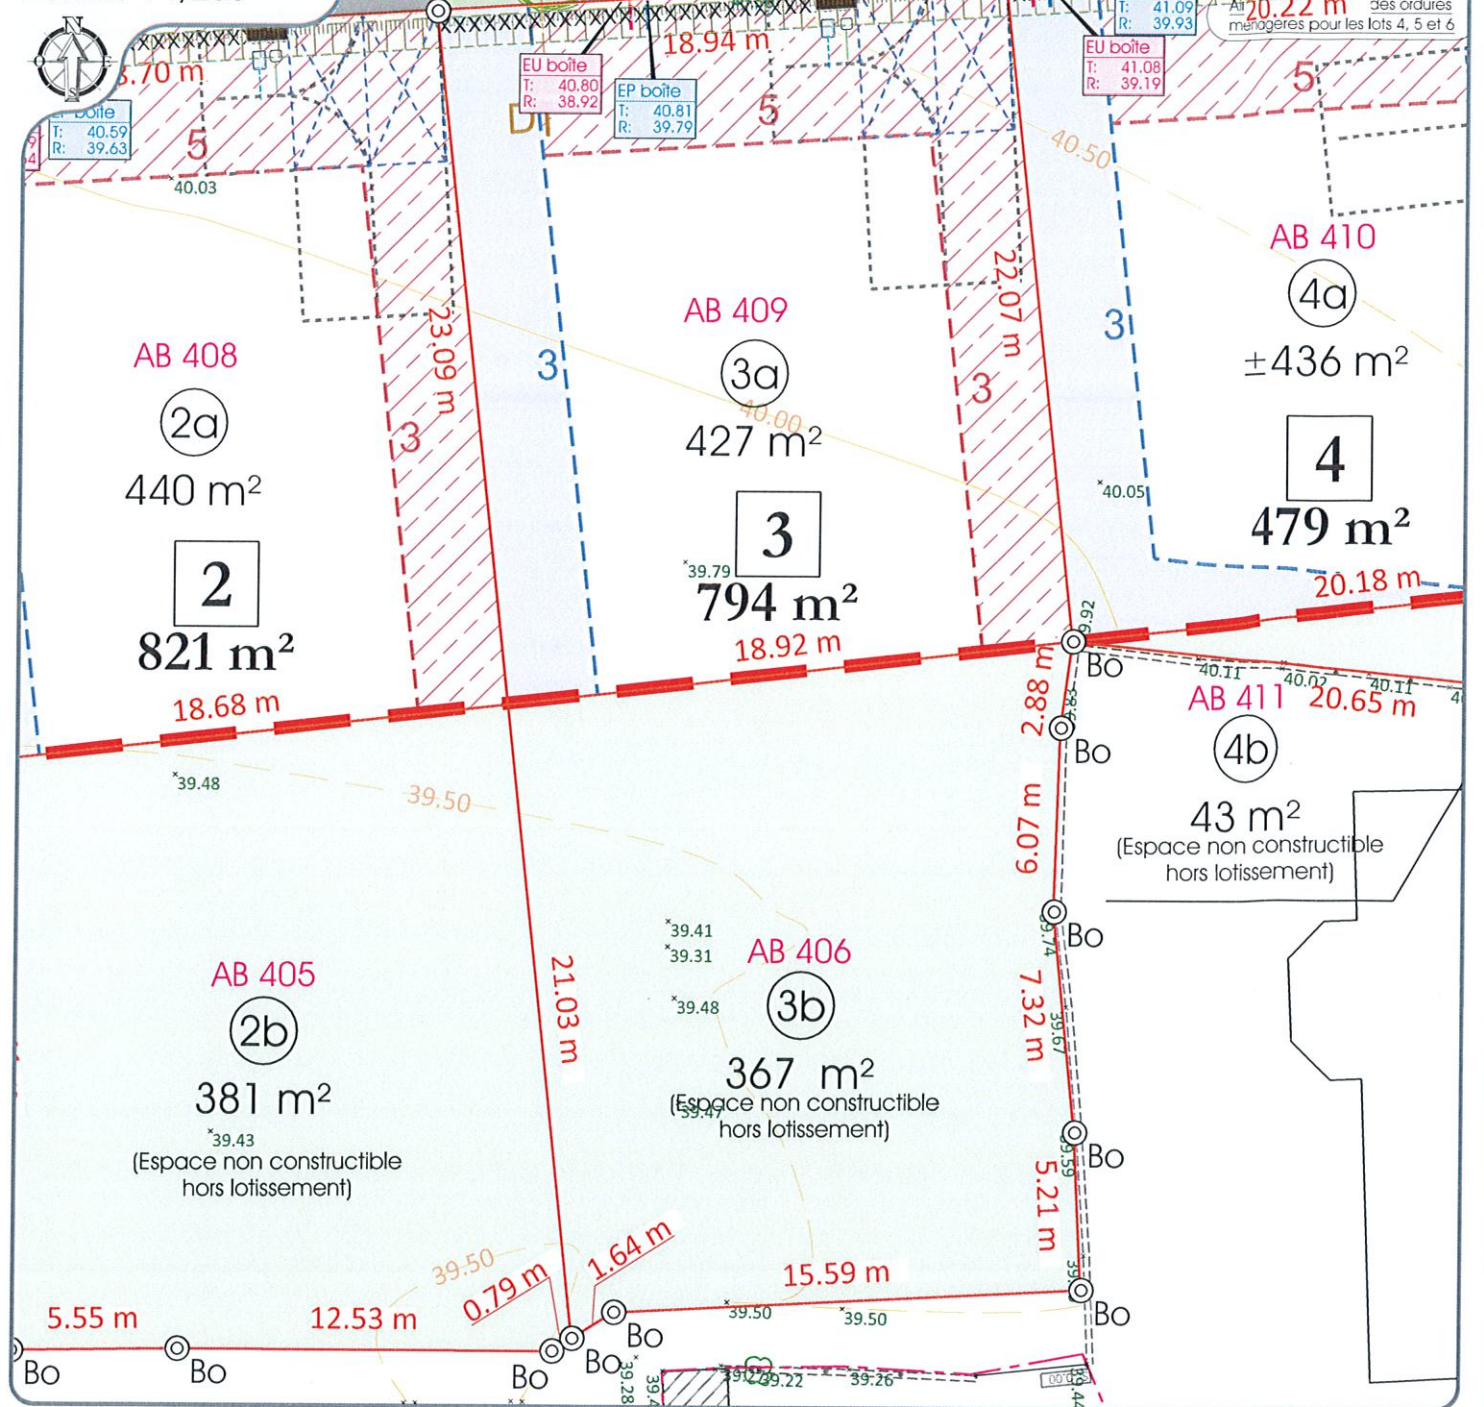 N
O
E
S
18.94 m
20.22 m
des ordures
ménagères pour les lots 4, 5 et 6
T: 41.09
R: 39.93
EU boîte
T: 40.80
R: 38.92
EP boîte
T: 40.81
R: 39.79
EU boîte
T: 41.08
R: 39.19
boîte
T: 40.59
R: 39.63
5
5
5
40.03
40.50
AB 408
2a
440 m²
2
821 m²
18.68 m
3
23.09 m
3
AB 409
3a
40.00
427 m²
3
39.79
794 m²
18.92 m
3
22.07 m
3
AB 410
4a
±436 m²
4
479 m²
40.05
20.18 m
Bo
2.88 m
Bo
40.11
40.02
40.11
AB 411
20.65 m
4b
43 m²
(Espace non constructible
hors lotissement)
39.48
39.50
6.07 m
Bo
39.41
39.31
39.48
AB 406
3b
367 m²
39.47
(Espace non constructible
hors lotissement)
AB 405
2b
381 m²
39.43
(Espace non constructible
hors lotissement)
21.03 m
7.32 m
39.67
Bo
5.21 m
39.50
0.79 m
1.64 m
15.59 m
5.55 m
12.53 m
39.50
39.50
Bo
Bo
Bo
Bo
Bo
Bo
39.28
39.22
39.26
39.44